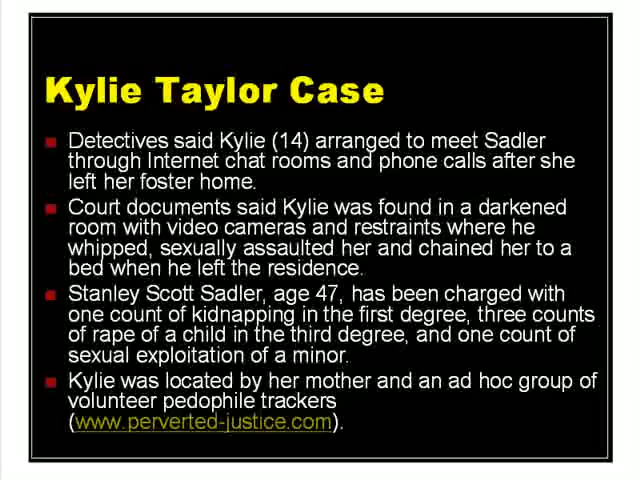 Kylie Taylor Case
Detectives said Kylie (14) arranged to meet Sadler
through Internet chat rooms and phone calls after she
left her foster home.
Court documents said Kylie was found in a darkened
room with video cameras and restraints where he
whipped, sexually assaulted her and chained her to a
bed when he left the residence.
Stanley Scott Sadler, age 47, has been charged with
one count of kidnapping in the first degree, three counts
of rape of a child in the third degree, and one count of
sexual exploitation of a minor.
Kylie was located by her mother and an ad hoc group of
volunteer pedophile trackers
(www.perverted-justice.com).